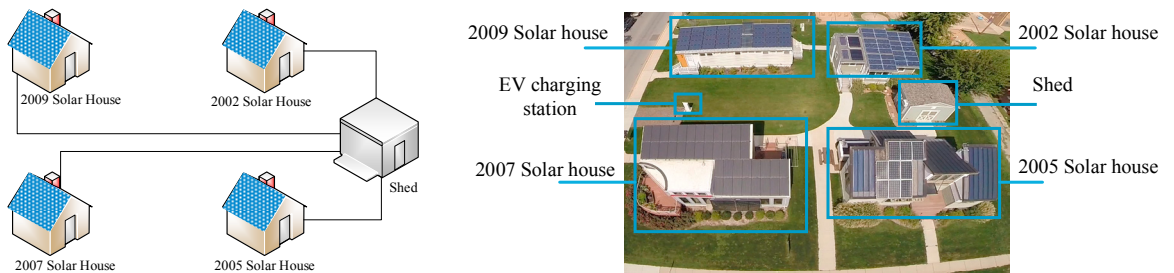 2009 Solar House
2002 Solar House
Shed
2007 Solar House
2005 Solar House
2009 Solar house
EV charging
station
2007 Solar house
2002 Solar house
Shed
2005 Solar house